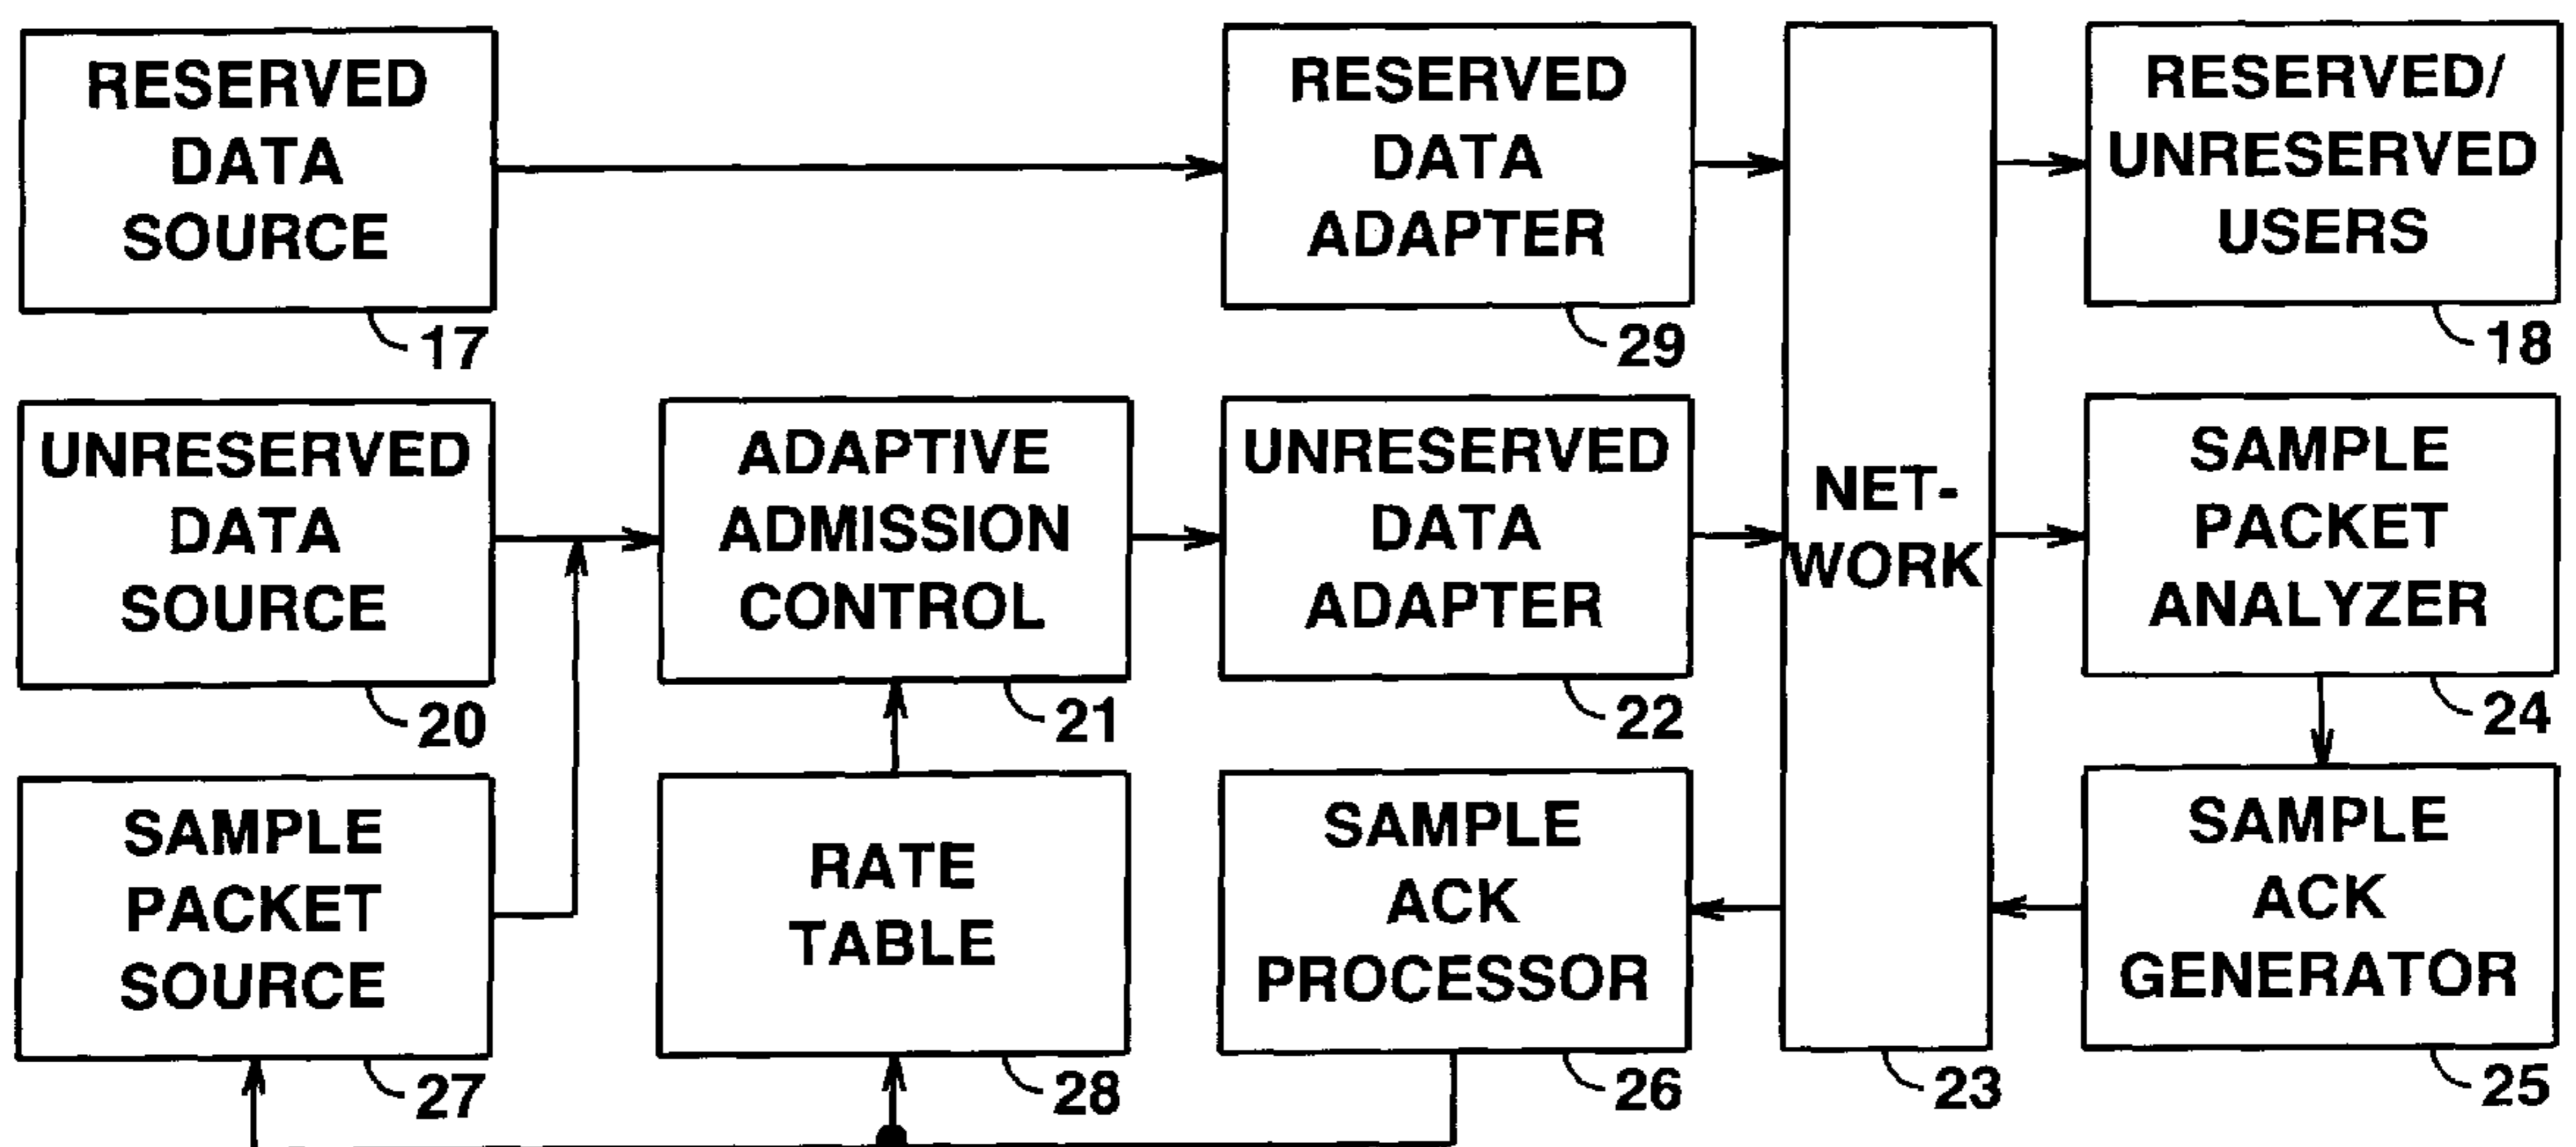 RESERVED
DATA
SOURCE
17
RESERVED
DATA
ADAPTER
29
RESERVED/
UNRESERVED
USERS
18
UNRESERVED
DATA
SOURCE
20
ADAPTIVE
ADMISSION
CONTROL
21
UNRESERVED
DATA
ADAPTER
22
NET-
WORK
23
SAMPLE
PACKET
ANALYZER
24
SAMPLE
PACKET
SOURCE
27
RATE
TABLE
28
SAMPLE
ACK
PROCESSOR
26
SAMPLE
ACK
GENERATOR
25